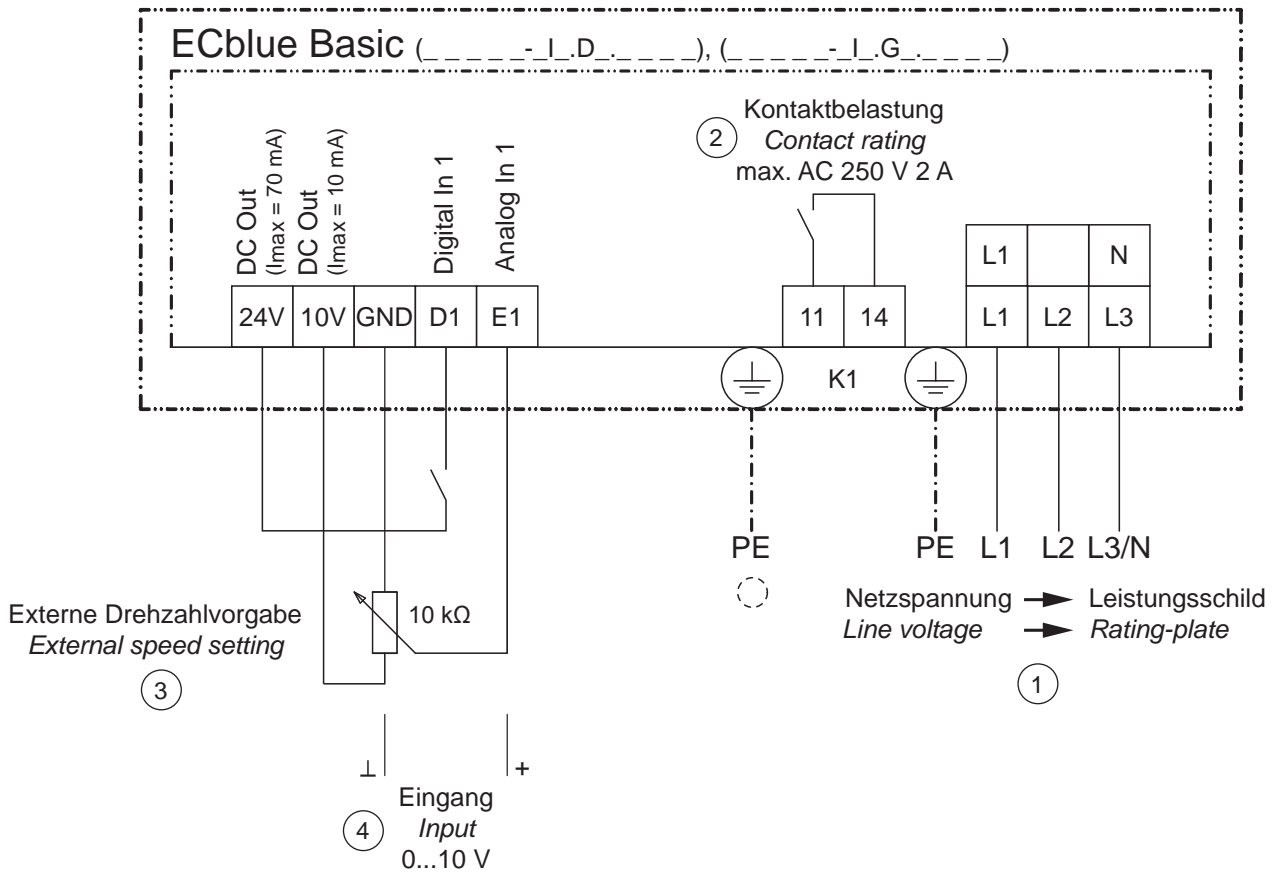 ECblue Basic (_ _ _ _ _-_I_.D_._ _ _ _), (_ _ _ _ _-_I_.G_._ _ _ _)
2
Kontaktbelastung
Contact rating
max. AC 250 V 2 A
DC Out
(Imax = 70 mA)
DC Out
(Imax = 10 mA)
Digital In 1
Analog In 1
L1 N
24V 10V GND D1 E1
11 14
L1 L2 L3
K1
PE
PE L1 L2 L3/N
Externe Drehzahlvorgabe
External speed setting
3
10 kΩ
Netzspannung Leistungsschild
Line voltage Rating-plate
1
⊥ +
4
Eingang
Input
0...10 V